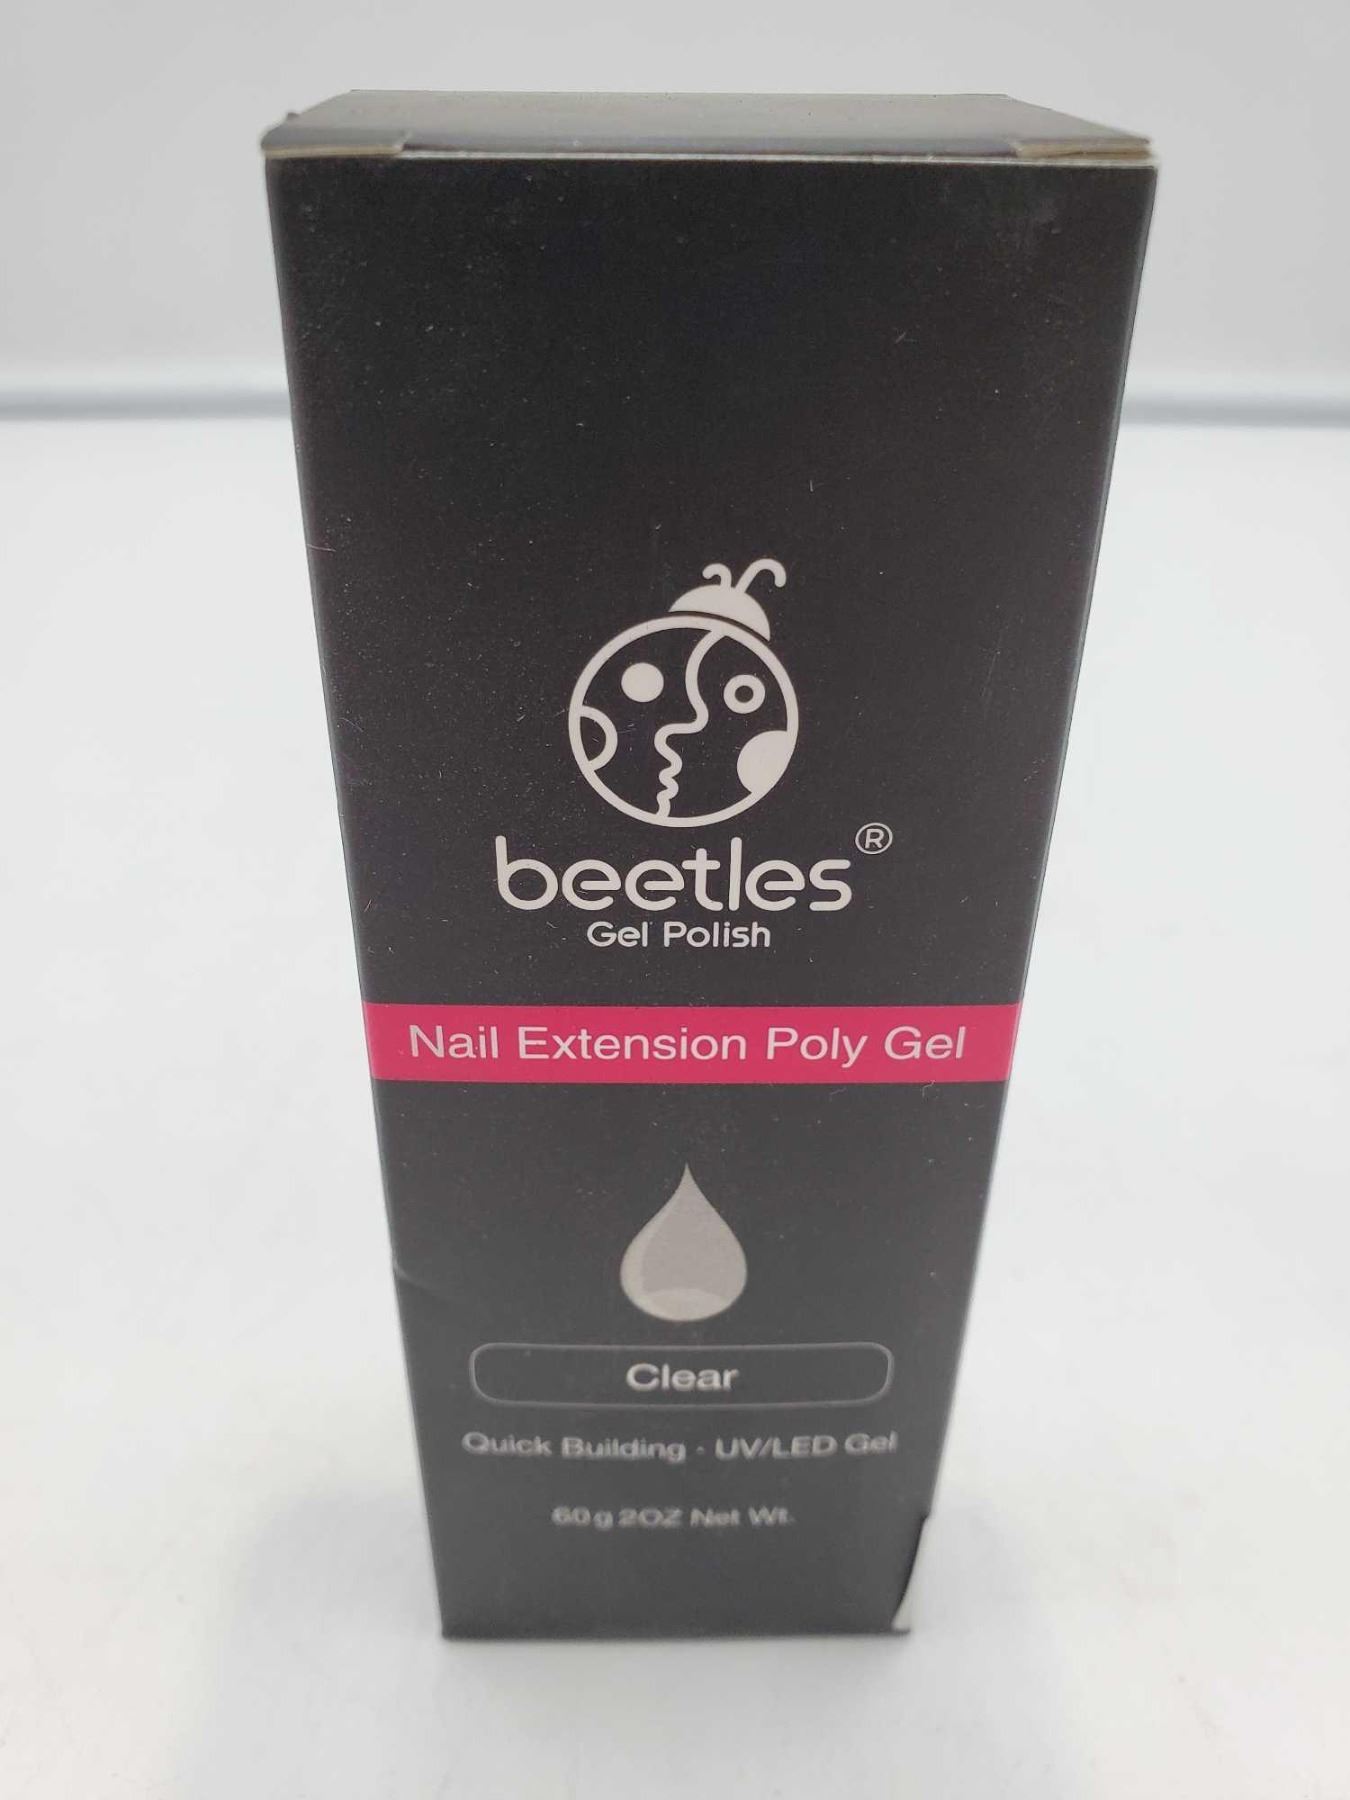 beetles®
Gel Polish
Nail Extension Poly Gel
Clear
Quick Building · UV/LED Gel
60g 2OZ Net Wt.